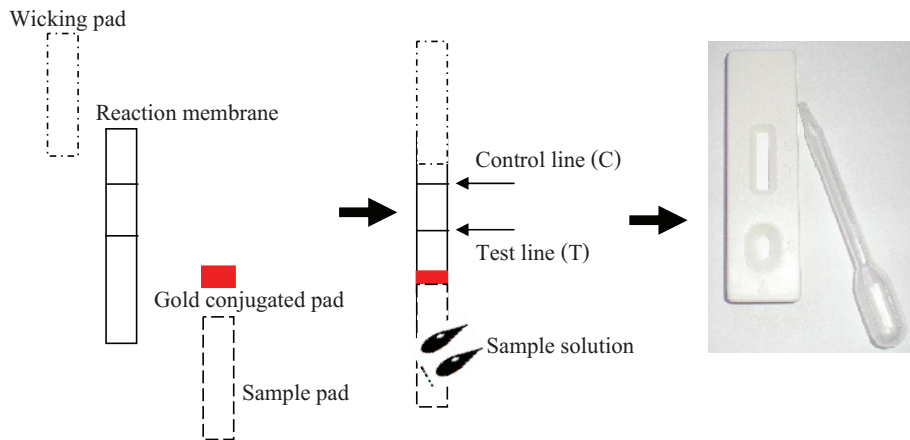 Wicking pad
Reaction membrane
Gold conjugated pad
Sample pad
Control line (C)
Test line (T)
Sample solution